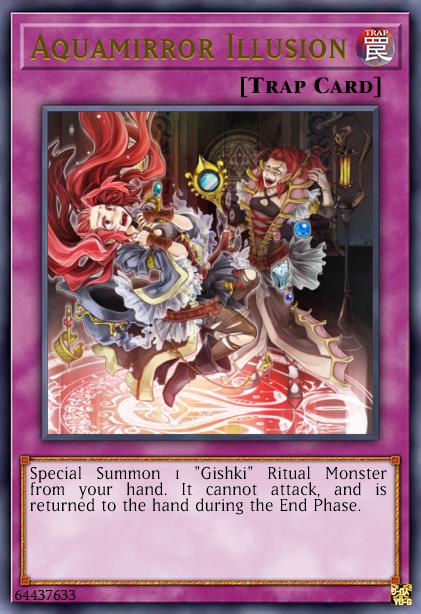 Aquamirror Illusion
TRAP
罠
[Trap Card]
Special Summon 1 "Gishki" Ritual Monster
from your hand. It cannot attack, and is
returned to the hand during the End Phase.
64437633